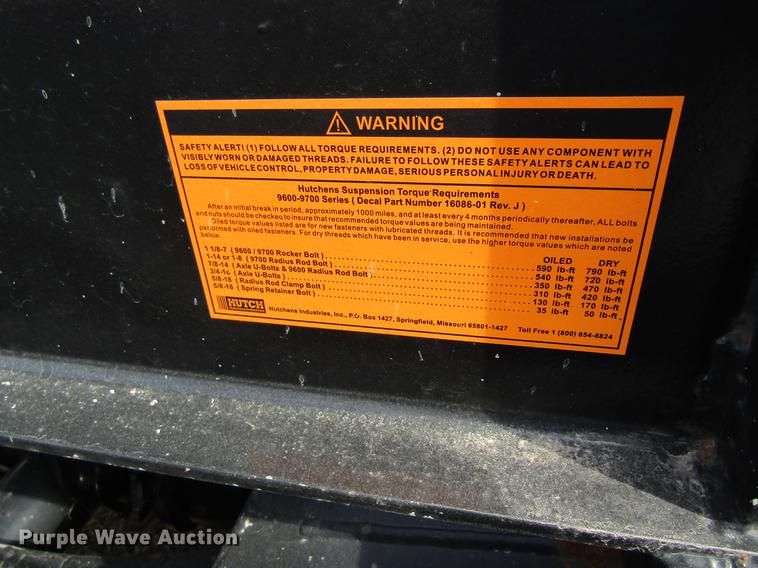 WARNING
SAFETY ALERT! (1) FOLLOW ALL TORQUE REQUIREMENTS. (2) DO NOT USE ANY COMPONENT WITH
VISIBLY WORN OR DAMAGED THREADS. FAILURE TO FOLLOW THESE SAFETY ALERTS CAN LEAD TO
LOSS OF VEHICLE CONTROL, PROPERTY DAMAGE, SERIOUS PERSONAL INJURY OR DEATH.
Hutchens Suspension Torque Requirements
9600-9700 Series ( Decal Part Number 16086-01 Rev. J )
After an initial break in period, approximately 1000 miles, and at least every 4 months periodically thereafter, ALL bolts
and nuts should be checked to insure that recommended torque values are being maintained.
Oiled torque values listed are for new fasteners with lubricated threads. It is recommended that new installations be
performed with oiled fasteners. For dry threads which have been in service, use the higher torque values which are noted
below.
OILED DRY
1 1/8-7 ( 9600 / 9700 Rocker Bolt) 590 lb-ft 790 lb-ft
1-14 or 1-8 ( 9700 Radius Rod Bolt) 540 lb-ft 720 lb-ft
7/8-14 ( Axle U-Bolts & 9600 Radius Rod Bolt) 350 lb-ft 470 lb-ft
3/4-16 ( Axle U-Bolts) 310 lb-ft 420 lb-ft
5/8-18 ( Radius Rod Clamp Bolt) 130 lb-ft 170 lb-ft
5/8-18 ( Spring Retainer Bolt) 35 lb-ft 50 lb-ft
HUTCH
Hutchens Industries, Inc., P.O. Box 1427, Springfield, Missouri 65801-1427 Toll Free 1 (800) 654-8824
Purple Wave Auction